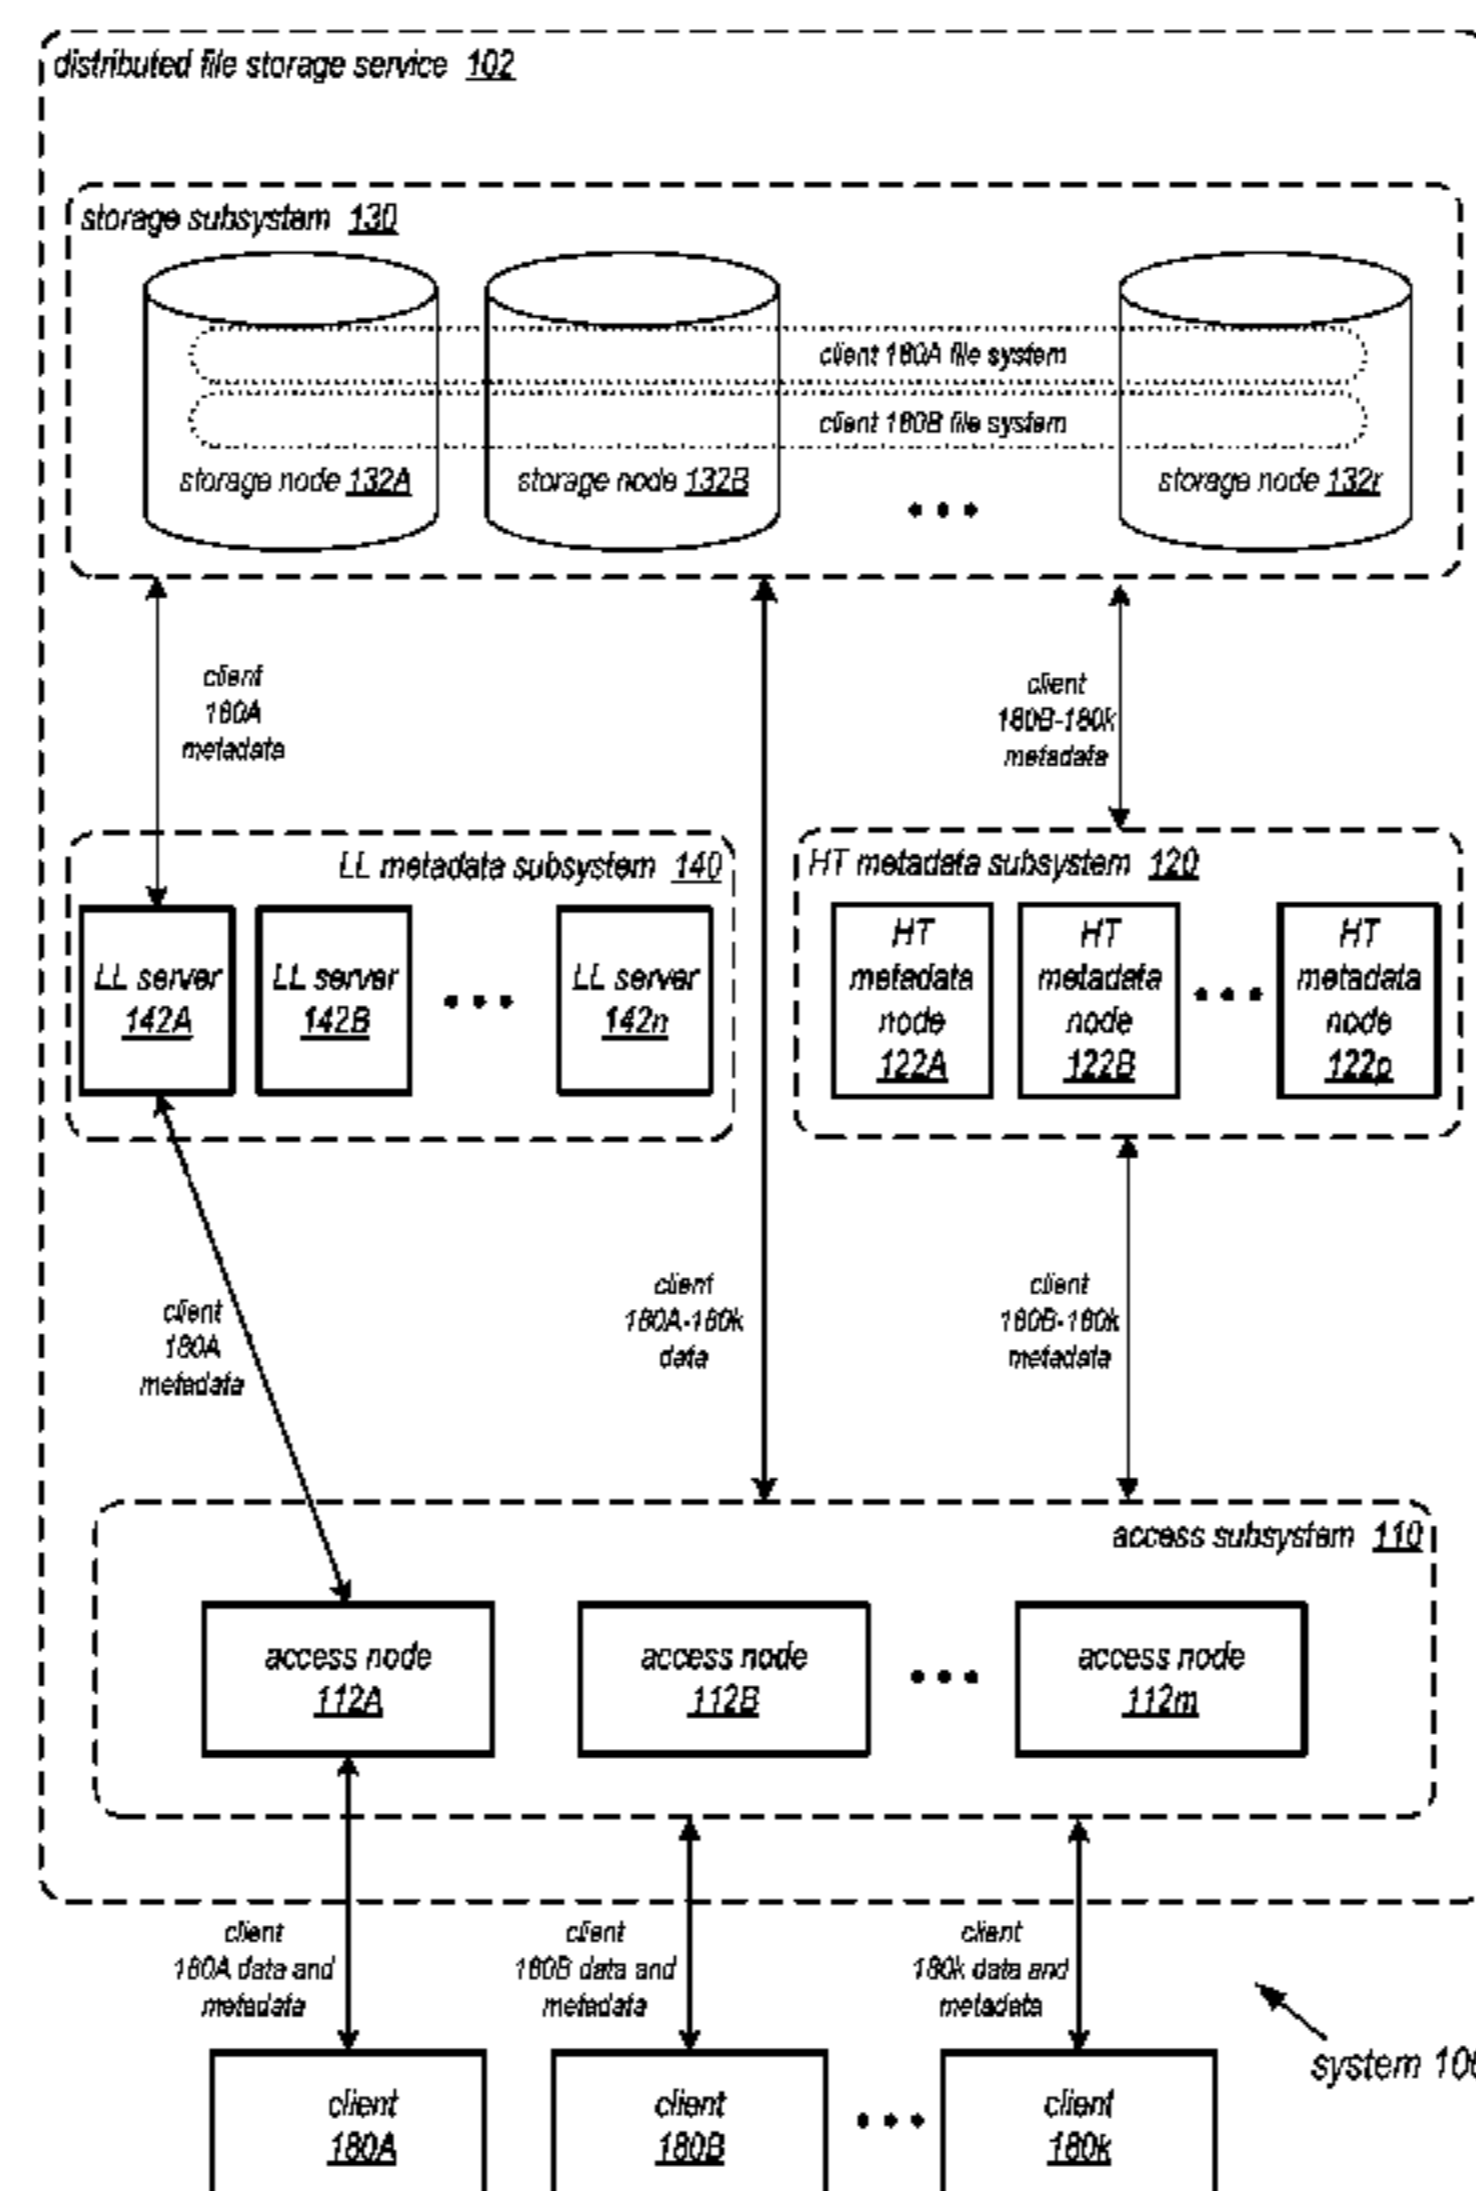 distributed file storage service 102
storage subsystem 130
client 180A file system
client 180B file system
storage node 132A
storage node 132B
storage node 132r
client
180A
metadata
client
180B-180k
metadata
LL metadata subsystem 140
HT metadata subsystem 120
LL server
142A
LL server
142B
LL server
142n
HT
metadata
node
122A
HT
metadata
node
122B
HT
metadata
node
122p
client
180A
metadata
client
180A-180k
data
client
180B-180k
metadata
access subsystem 110
access node
112A
access node
112B
access node
112m
client
180A data and
metadata
client
180B data and
metadata
client
180k data and
metadata
system
client
180A
client
180B
client
180k